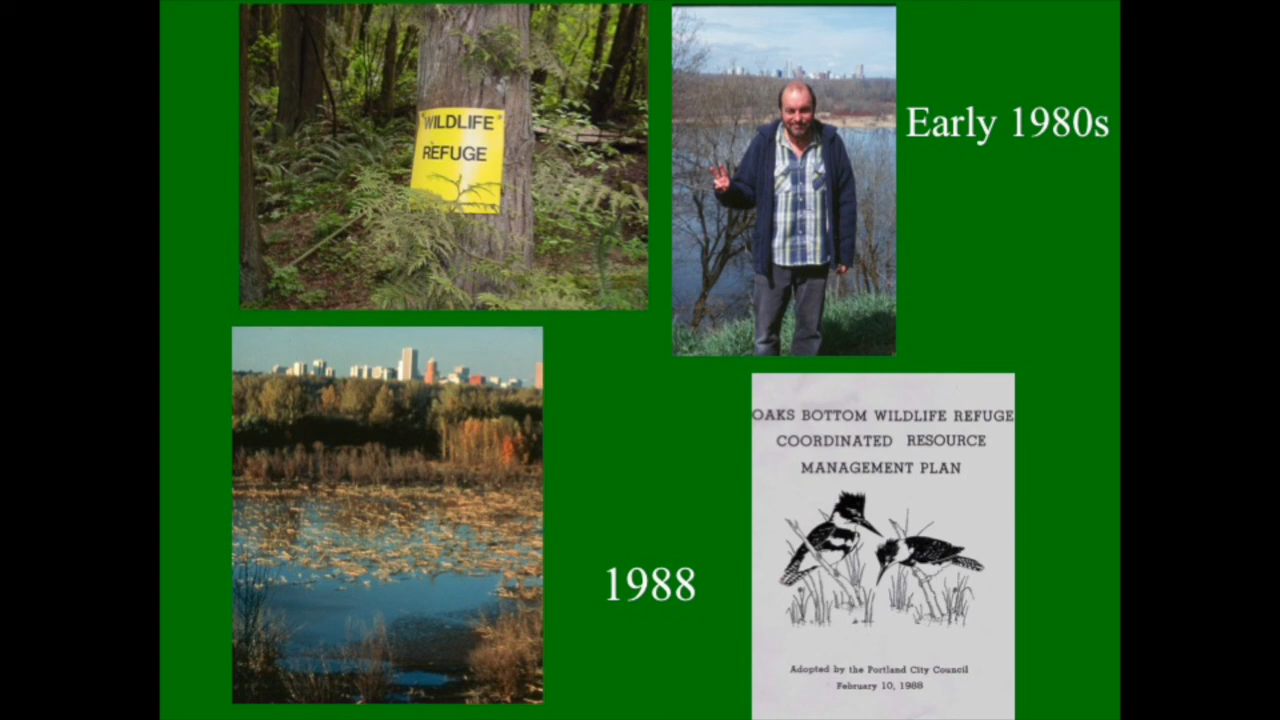 "WILDLIFE"
REFUGE
Early 1980s
1988
OAKS BOTTOM WILDLIFE REFUGE
COORDINATED RESOURCE
MANAGEMENT PLAN
Adopted by the Portland City Council
February 10, 1988